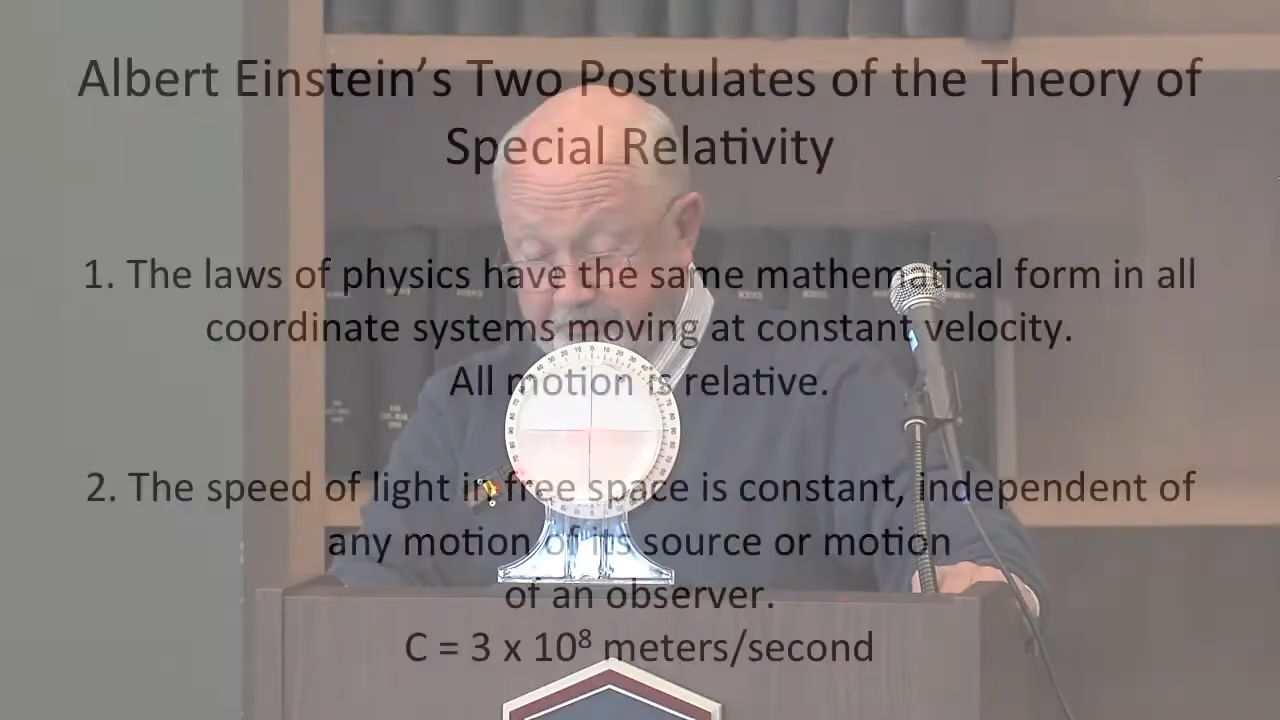 Albert Einstein’s Two Postulates of the Theory of
Special Relativity
1. The laws of physics have the same mathematical form in all
coordinate systems moving at constant velocity.
All motion is relative.
2. The speed of light in free space is constant, independent of
any motion of its source or motion
of an observer.
C = 3 x 10⁸ meters/second